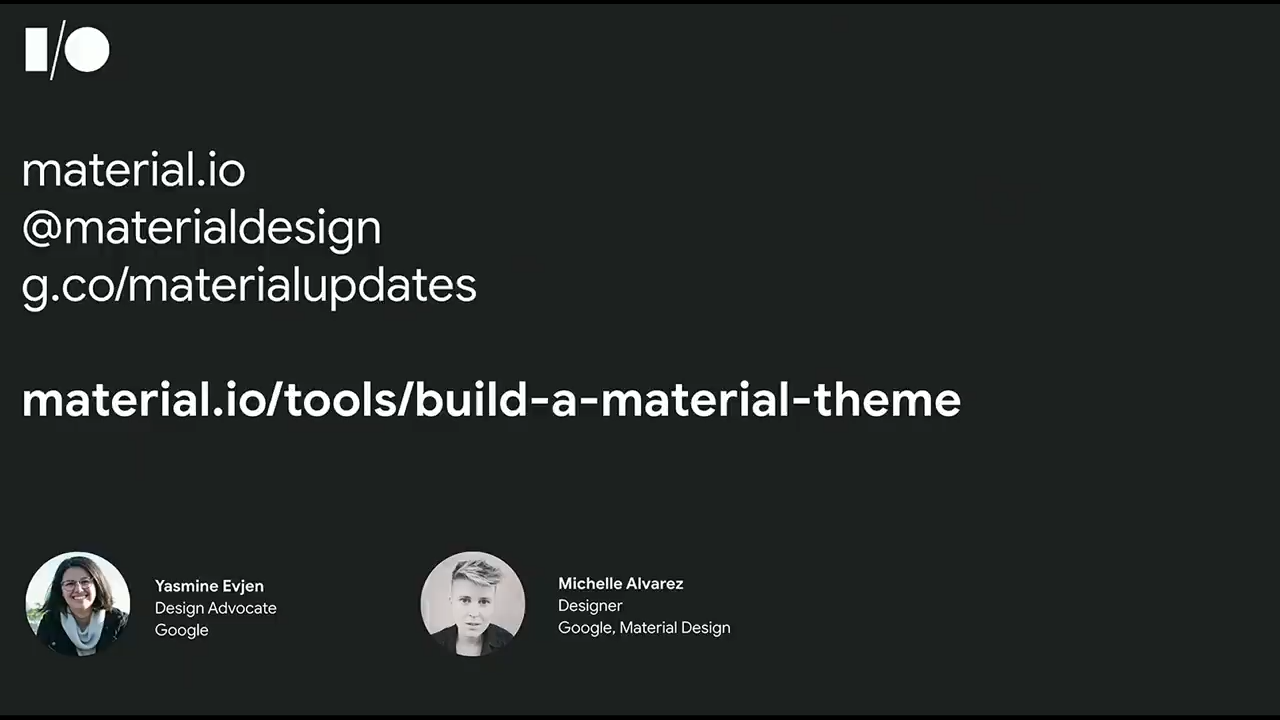 I/O
material.io
@materialdesign
g.co/materialupdates
material.io/tools/build-a-material-theme
Yasmine Evjen
Design Advocate
Google
Michelle Alvarez
Designer
Google, Material Design